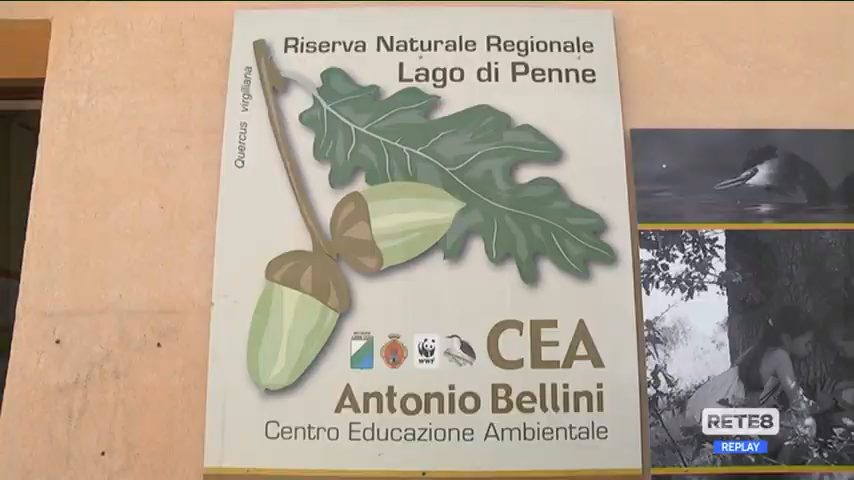 Riserva Naturale Regionale
Lago di Penne
Quercus virgiliana
WWF
CEA
Antonio Bellini
Centro Educazione Ambientale
RETE8
REPLAY